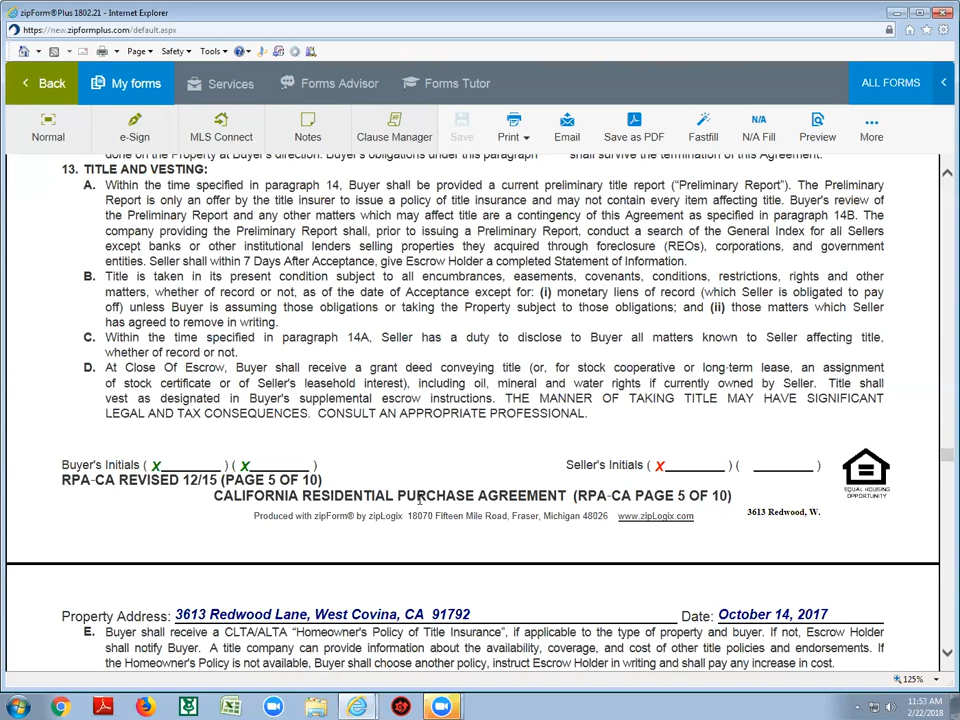 zipForm®Plus 1802.21 - Internet Explorer
https://new.zipformplus.com/default.aspx
Page Safety Tools
Back My forms Services Forms Advisor Forms Tutor ALL FORMS
Normal e-Sign MLS Connect Notes Clause Manager Save Print Email Save as PDF Fastfill N/A Fill Preview More
done on the Property at Buyer's direction. Buyer's obligations under this paragraph shall survive the termination of this Agreement.
13. TITLE AND VESTING:
A. Within the time specified in paragraph 14, Buyer shall be provided a current preliminary title report (“Preliminary Report”). The Preliminary
Report is only an offer by the title insurer to issue a policy of title insurance and may not contain every item affecting title. Buyer's review of
the Preliminary Report and any other matters which may affect title are a contingency of this Agreement as specified in paragraph 14B. The
company providing the Preliminary Report shall, prior to issuing a Preliminary Report, conduct a search of the General Index for all Sellers
except banks or other institutional lenders selling properties they acquired through foreclosure (REOs), corporations, and government
entities. Seller shall within 7 Days After Acceptance, give Escrow Holder a completed Statement of Information.
B. Title is taken in its present condition subject to all encumbrances, easements, covenants, conditions, restrictions, rights and other
matters, whether of record or not, as of the date of Acceptance except for: (i) monetary liens of record (which Seller is obligated to pay
off) unless Buyer is assuming those obligations or taking the Property subject to those obligations; and (ii) those matters which Seller
has agreed to remove in writing.
C. Within the time specified in paragraph 14A, Seller has a duty to disclose to Buyer all matters known to Seller affecting title,
whether of record or not.
D. At Close Of Escrow, Buyer shall receive a grant deed conveying title (or, for stock cooperative or long-term lease, an assignment
of stock certificate or of Seller's leasehold interest), including oil, mineral and water rights if currently owned by Seller. Title shall
vest as designated in Buyer's supplemental escrow instructions. THE MANNER OF TAKING TITLE MAY HAVE SIGNIFICANT
LEGAL AND TAX CONSEQUENCES. CONSULT AN APPROPRIATE PROFESSIONAL.
Buyer's Initials ( X ) ( X ) Seller's Initials ( X ) ( )
RPA-CA REVISED 12/15 (PAGE 5 OF 10)
CALIFORNIA RESIDENTIAL PURCHASE AGREEMENT (RPA-CA PAGE 5 OF 10)
EQUAL HOUSING
OPPORTUNITY
Produced with zipForm® by zipLogix 18070 Fifteen Mile Road, Fraser, Michigan 48026 www.zipLogix.com 3613 Redwood, W.
Property Address: 3613 Redwood Lane, West Covina, CA 91792 Date: October 14, 2017
E. Buyer shall receive a CLTA/ALTA “Homeowner's Policy of Title Insurance”, if applicable to the type of property and buyer. If not, Escrow Holder
shall notify Buyer. A title company can provide information about the availability, coverage, and cost of other title policies and endorsements. If
the Homeowner's Policy is not available, Buyer shall choose another policy, instruct Escrow Holder in writing and shall pay any increase in cost.
125%
11:53 AM
2/22/2018